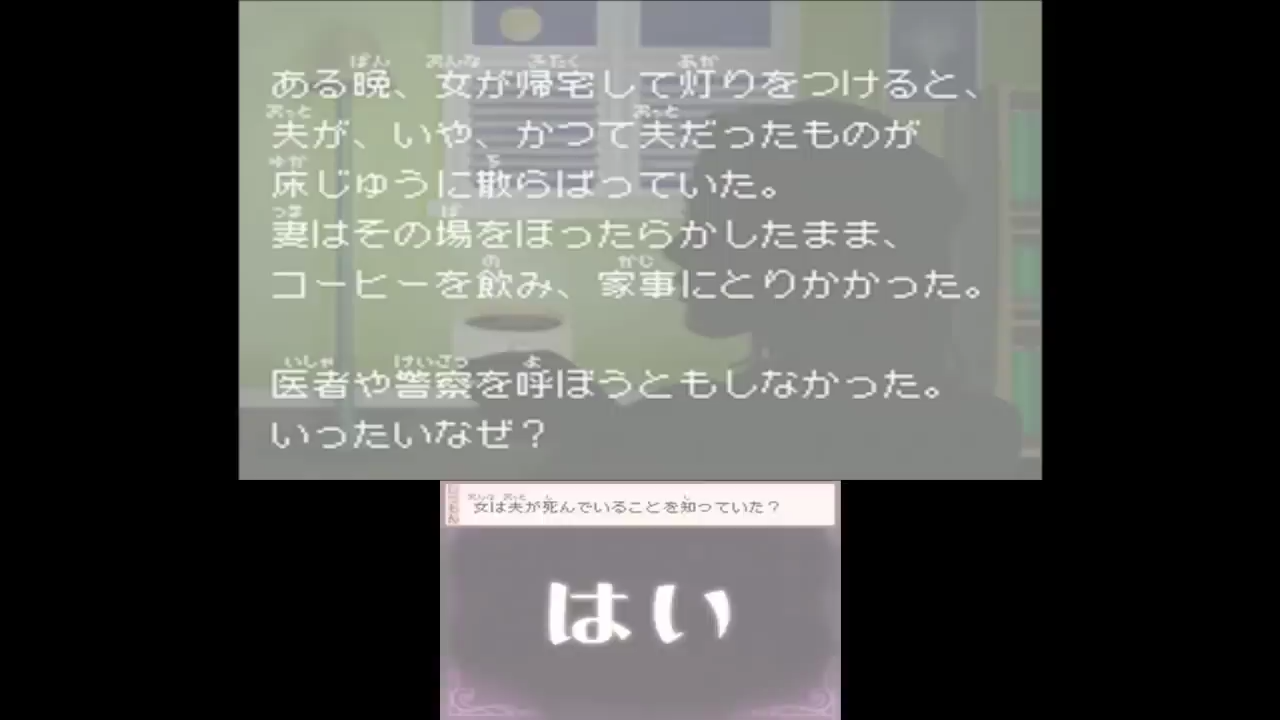 ある晩、女が帰宅して灯りをつけると、
夫が、いや、かつて夫だったものが
床じゅうに散らばっていた。
妻はその場をほったらかしたまま、
コーヒーを飲み、家事にとりかかった。
医者や警察を呼ぼうともしなかった。
いったいなぜ？
しつもん
女は夫が死んでいることを知っていた？
はい